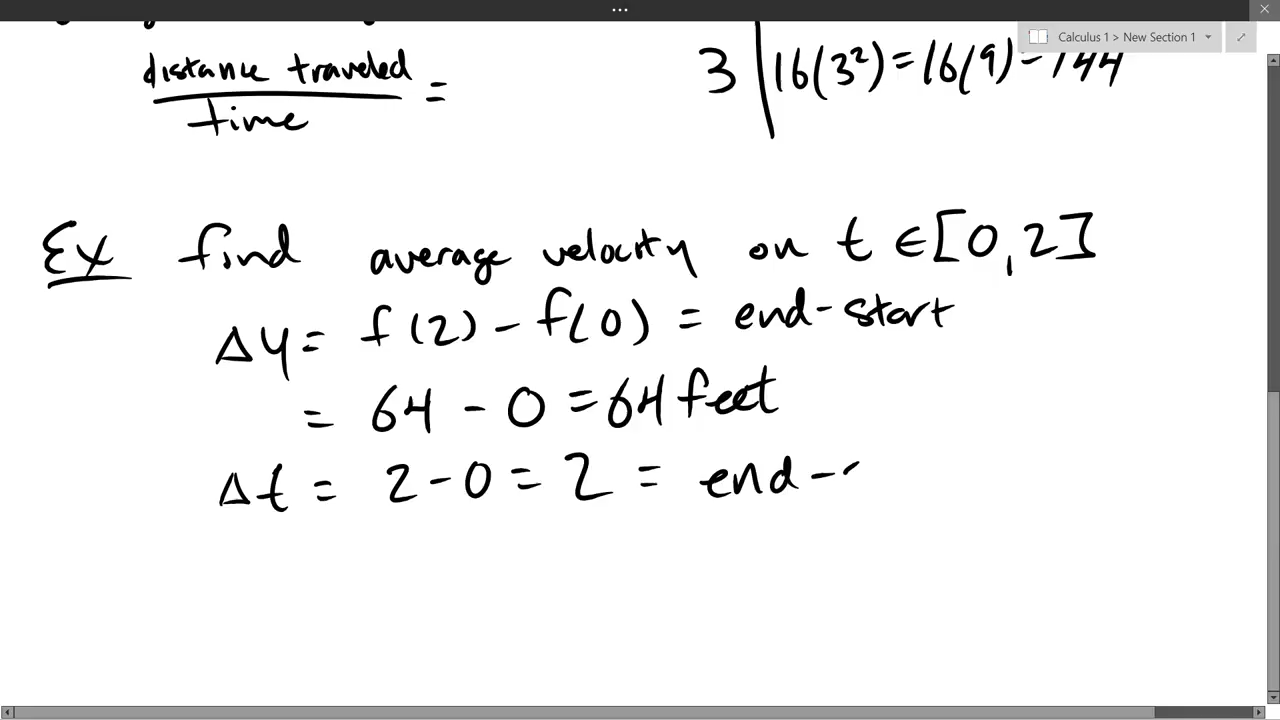 Calculus 1 > New Section 1
distance traveled
time
=
3 | 16(3²) = 16(9) = 144
Ex find average velocity on t ∈ [0,2]
Δy = f(2) - f(0) = end - start
= 64 - 0 = 64 feet
Δt = 2 - 0 = 2 = end -